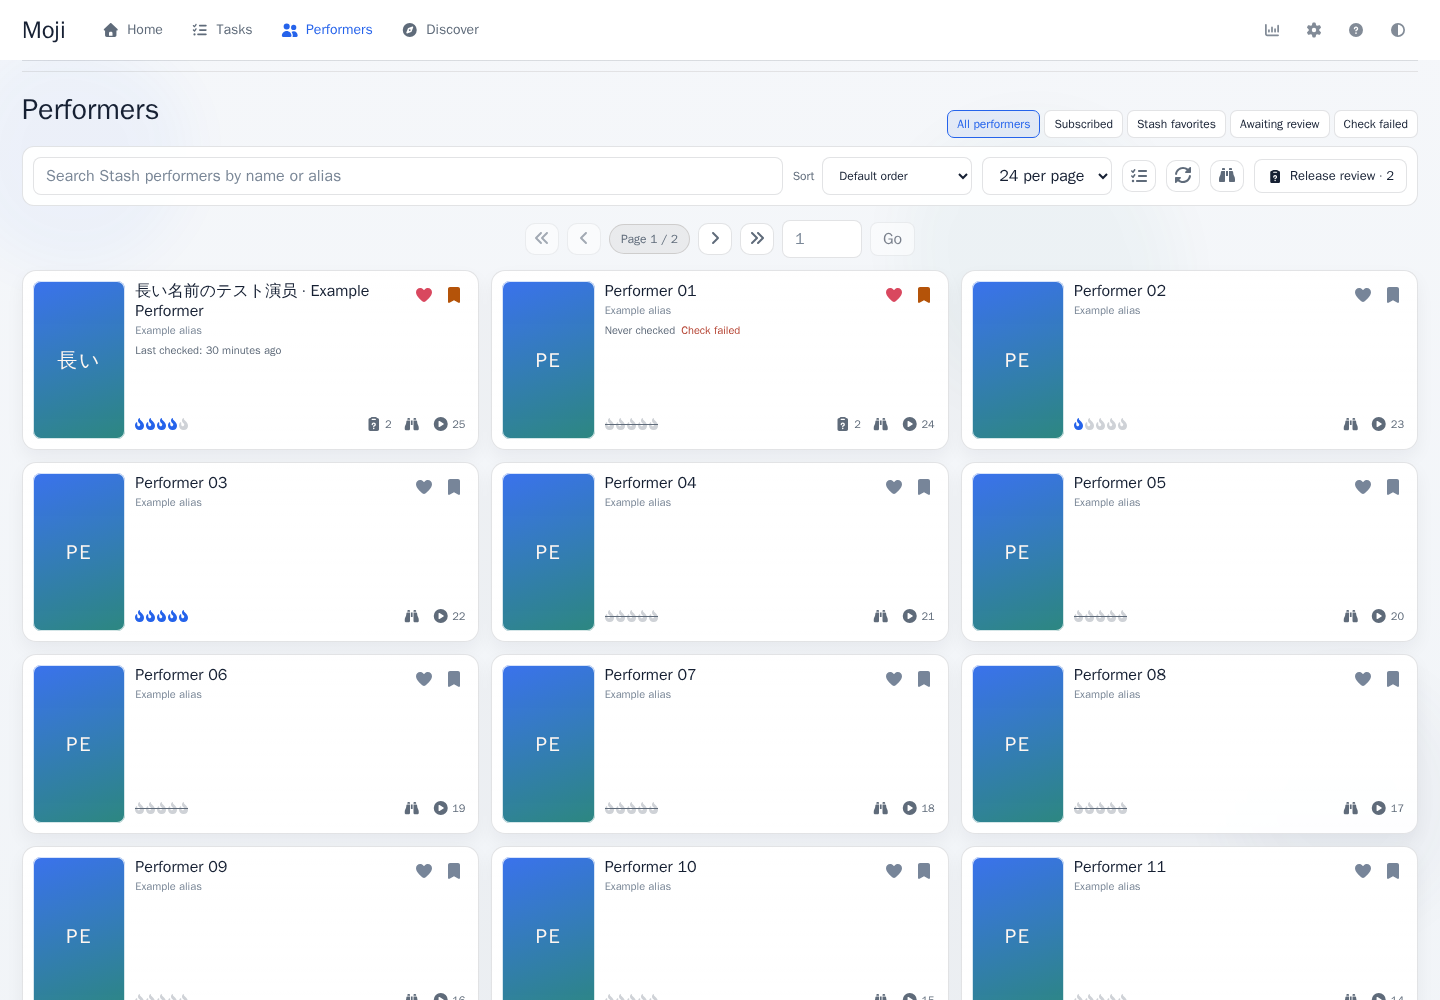 Moji
Home
Tasks
Performers
Discover
Performers
All performers
Subscribed
Stash favorites
Awaiting review
Check failed
Search Stash performers by name or alias
Sort
Default order
24 per page
Release review · 2
Page 1 / 2
1
Go
長い
長い名前のテスト演员 · Example
Performer
Example alias
Last checked: 30 minutes ago
2
25
PE
Performer 01
Example alias
Never checked Check failed
2
24
PE
Performer 02
Example alias
23
PE
Performer 03
Example alias
22
PE
Performer 04
Example alias
21
PE
Performer 05
Example alias
20
PE
Performer 06
Example alias
19
PE
Performer 07
Example alias
18
PE
Performer 08
Example alias
17
PE
Performer 09
Example alias
16
PE
Performer 10
Example alias
15
PE
Performer 11
Example alias
14